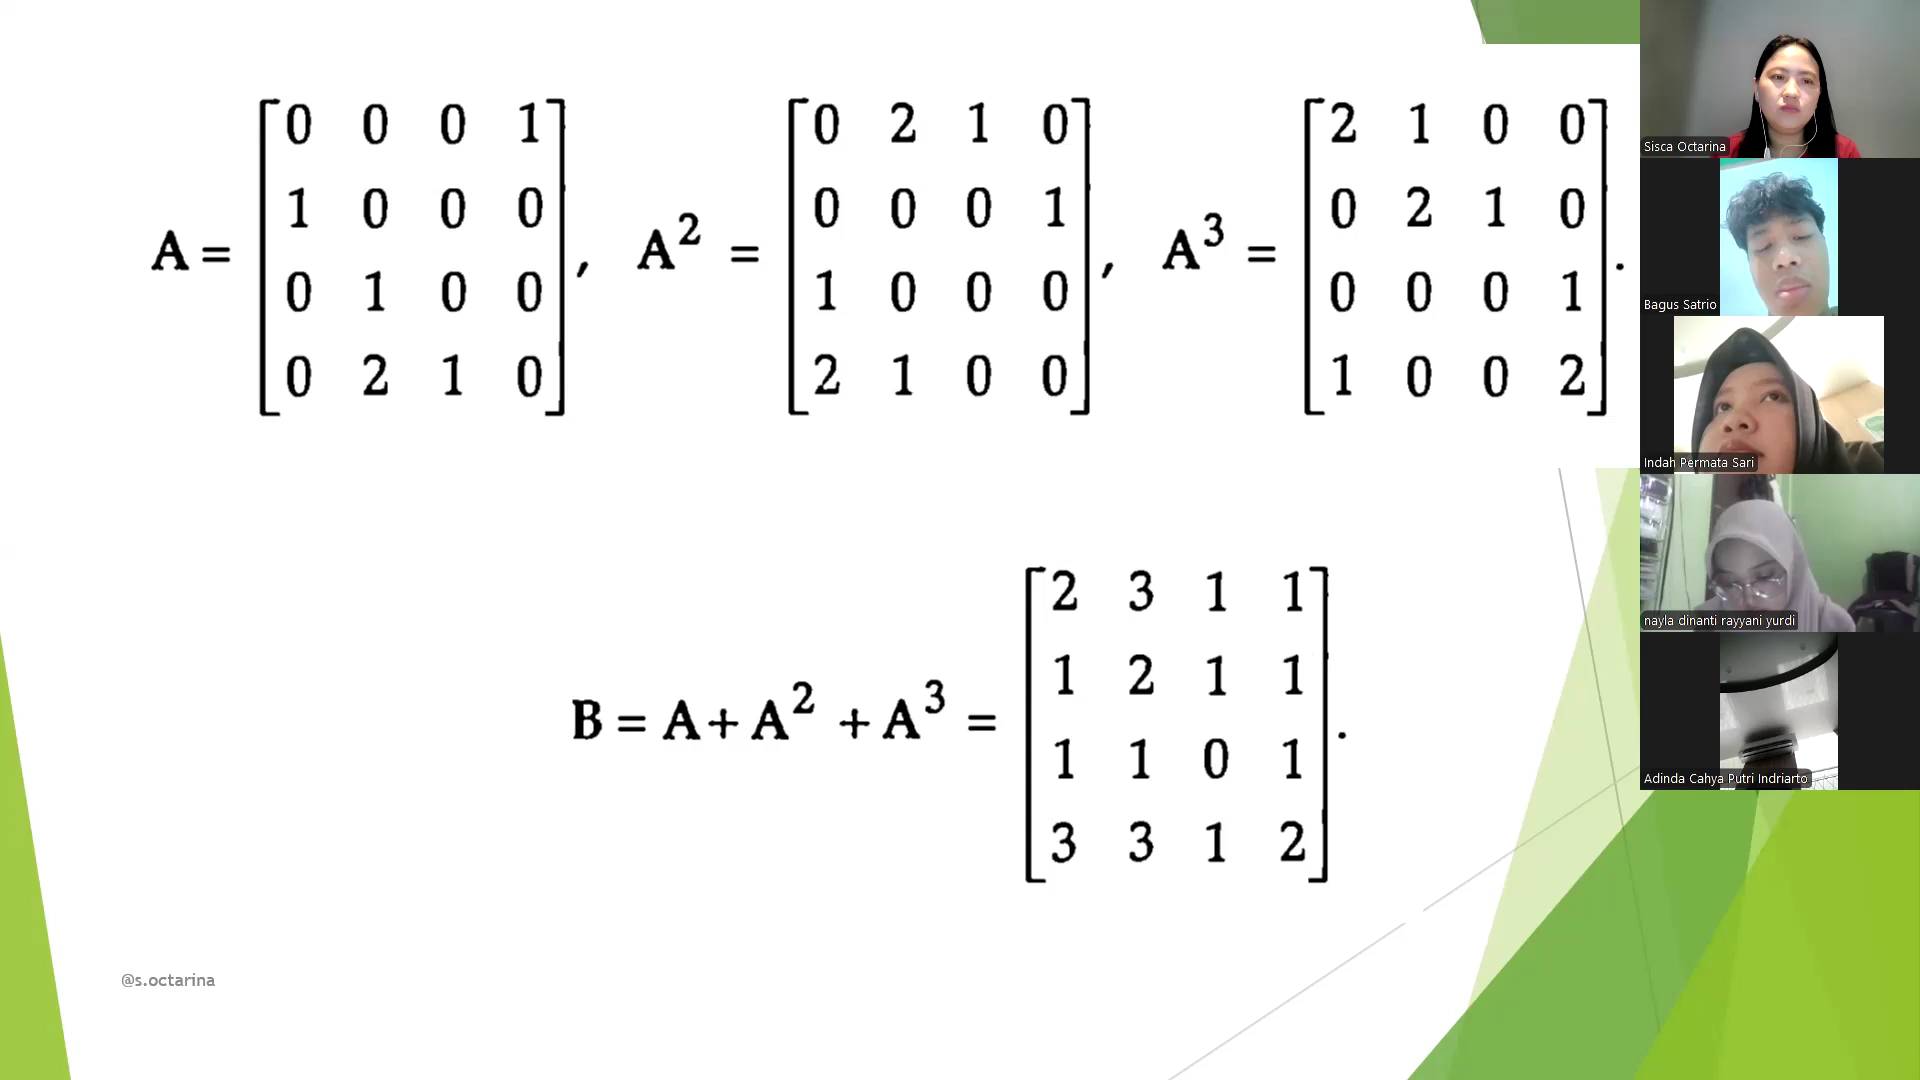 A = [0 0 0 1
1 0 0 0
0 1 0 0
0 2 1 0],
A² = [0 2 1 0
0 0 0 1
1 0 0 0
2 1 0 0],
A³ = [2 1 0 0
0 2 1 0
0 0 0 1
1 0 0 2].
B = A + A² + A³ = [2 3 1 1
1 2 1 1
1 1 0 1
3 3 1 2].
@s.octarina
Sisca Octarina
Bagus Satrio
Indah Permata Sari
nayla dinanti rayyani yurdi
Adinda Cahya Putri Indriarto